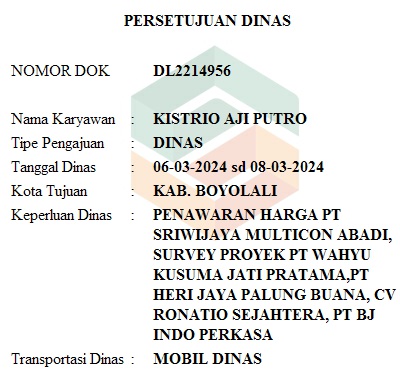 PERSETUJUAN DINAS
NOMOR DOK DL2214956
Nama Karyawan : KISTRIO AJI PUTRO
Tipe Pengajuan : DINAS
Tanggal Dinas : 06-03-2024 sd 08-03-2024
Kota Tujuan : KAB. BOYOLALI
Keperluan Dinas : PENAWARAN HARGA PT
SRIWIJAYA MULTICON ABADI,
SURVEY PROYEK PT WAHYU
KUSUMA JATI PRATAMA,PT
HERI JAYA PALUNG BUANA, CV
RONATIO SEJAHTERA, PT BJ
INDO PERKASA
Transportasi Dinas : MOBIL DINAS